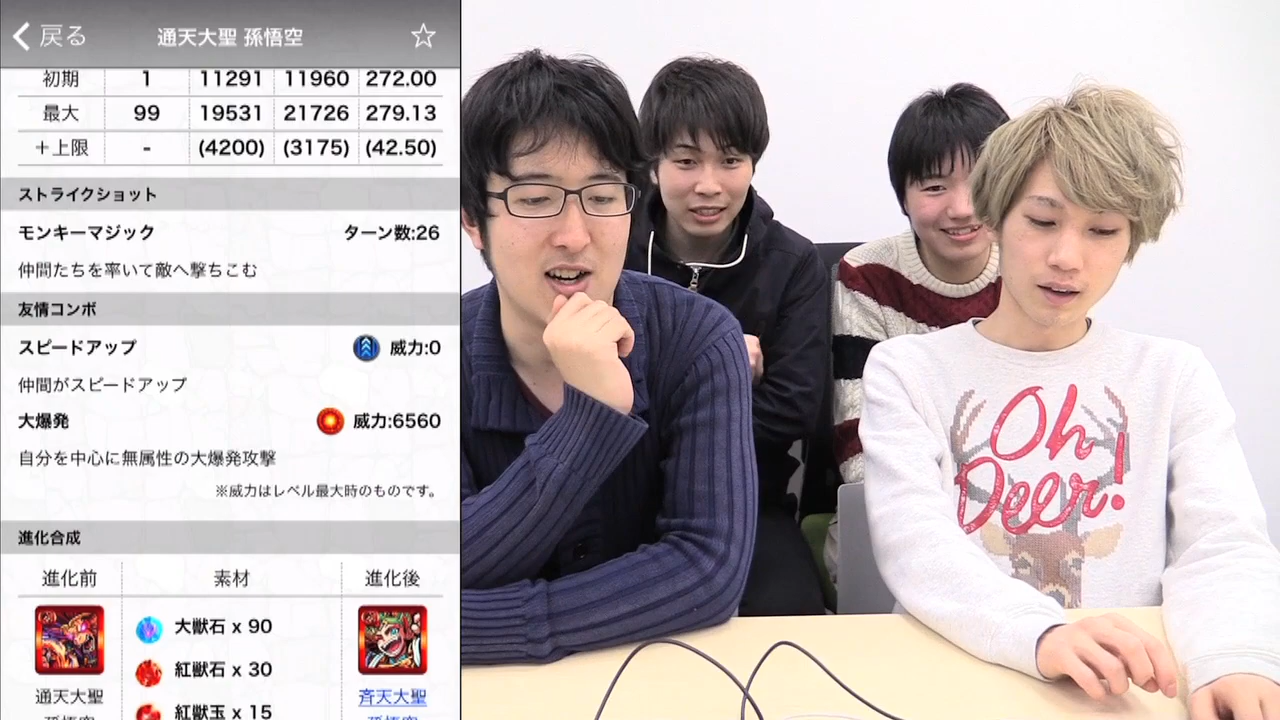 戻る 通天大聖 孫悟空
初期 1 11291 11960 272.00
最大 99 19531 21726 279.13
+上限 - (4200) (3175) (42.50)
ストライクショット
モンキーマジック ターン数:26
仲間たちを率いて敵へ撃ちこむ
友情コンボ
スピードアップ 威力:0
仲間がスピードアップ
大爆発 威力:6560
自分を中心に無属性の大爆発攻撃
※威力はレベル最大時のものです。
進化合成
進化前 素材 進化後
大獣石 x 90
紅獣石 x 30
通天大聖 斉天大聖
紅獣玉 x 15
孫悟空 孫悟空
Oh
Deer!